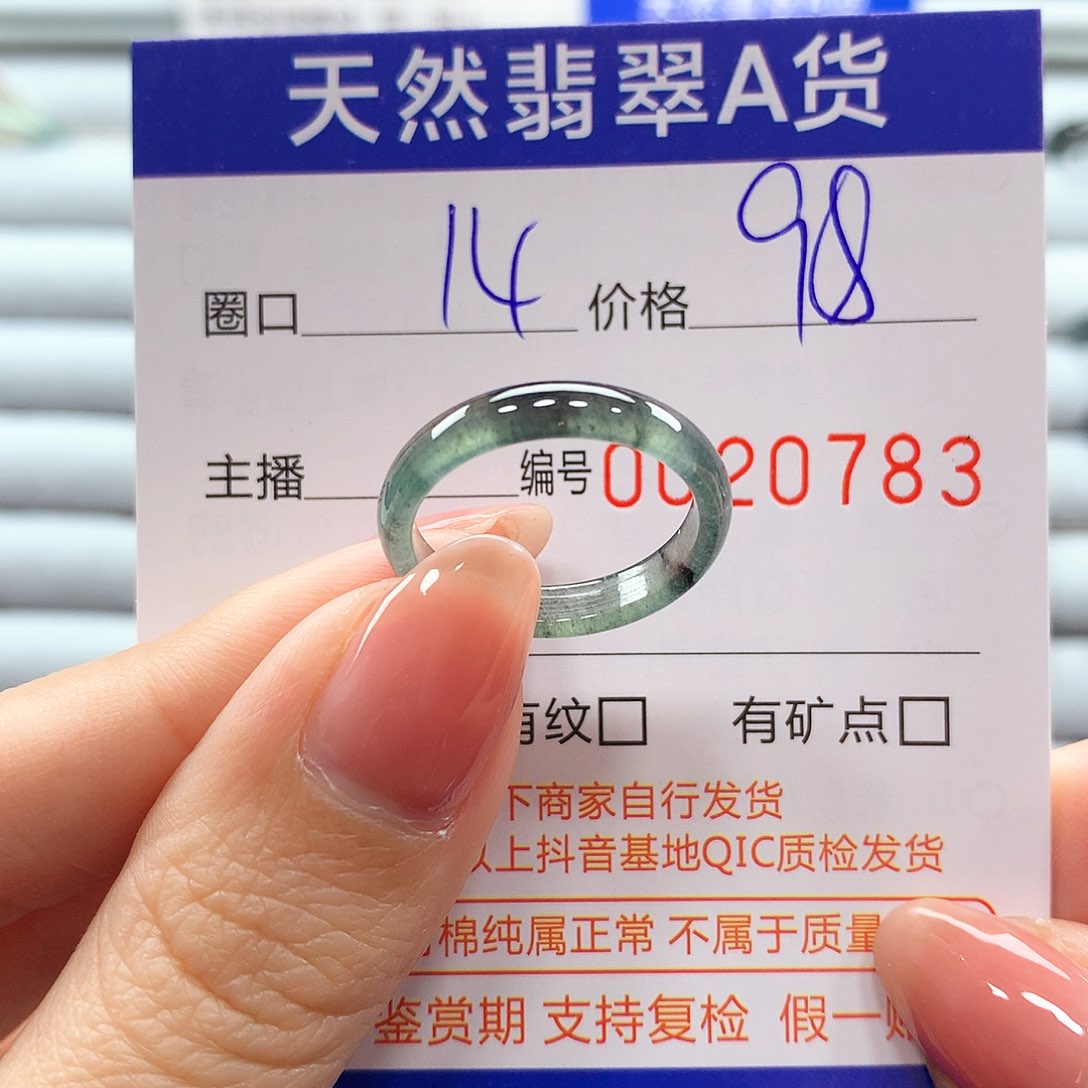 天然翡翠A货
圈口 14 价格 98
主播 编号 0020783
有纹□ 有矿点□
下商家自行发货
以上抖音基地QIC质检发货
棉纯属正常 不属于质量
鉴赏期 支持复检 假一